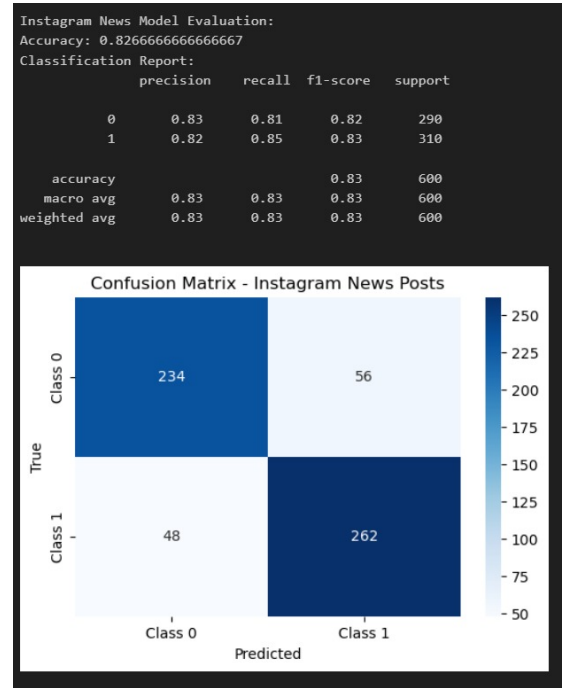 Instagram News Model Evaluation:
Accuracy: 0.8266666666666667
Classification Report:
precision recall f1-score support
0 0.83 0.81 0.82 290
1 0.82 0.85 0.83 310
accuracy 0.83 600
macro avg 0.83 0.83 0.83 600
weighted avg 0.83 0.83 0.83 600
Confusion Matrix - Instagram News Posts
True
Class 0
234 56
Class 1
48 262
Class 0 Class 1
Predicted
250
225
200
175
150
125
100
75
50